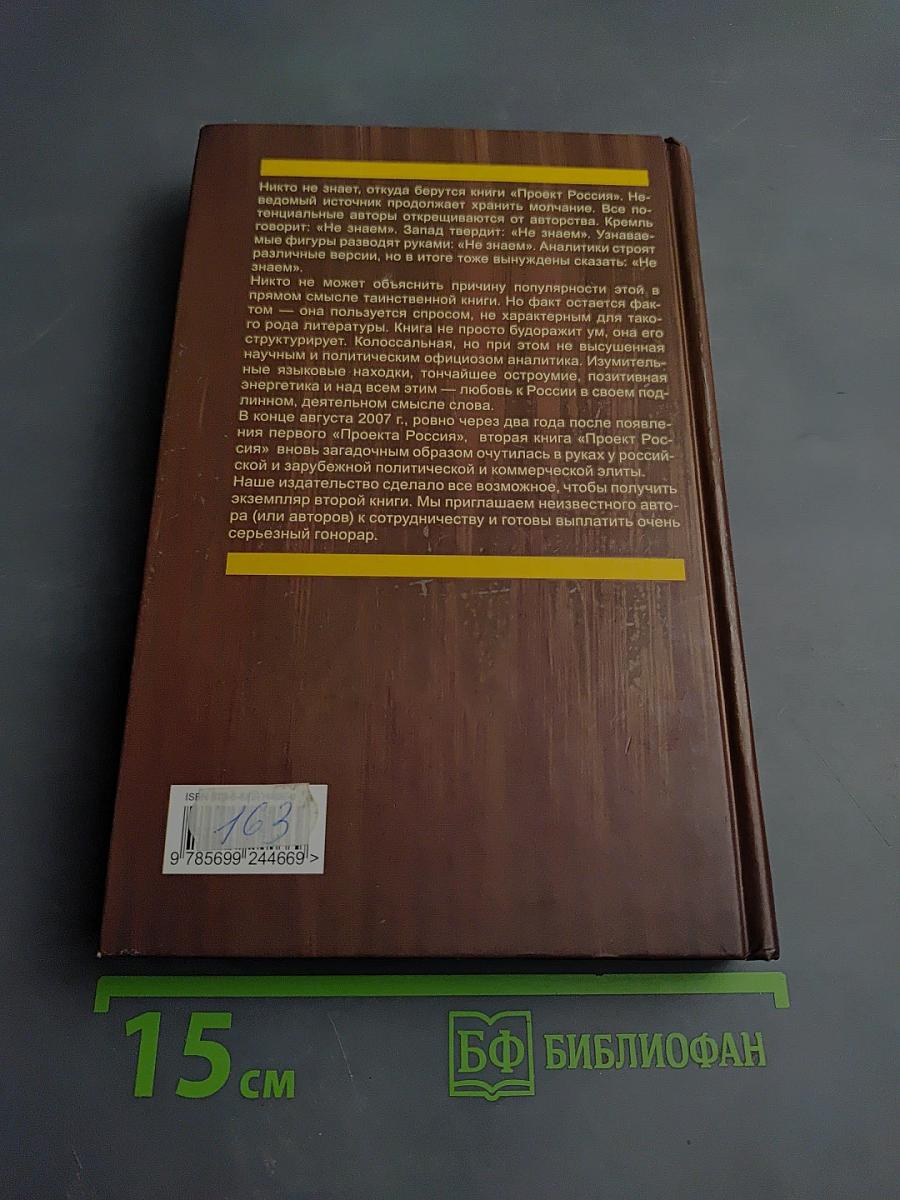 Никто не знает, откуда берутся книги «Проект Россия». Не-
ведомый источник продолжает хранить молчание. Все по-
тенциальные авторы открещиваются от авторства. Кремль
говорит: «Не знаем». Запад твердит: «Не знаем». Узнавае-
мые фигуры разводят руками: «Не знаем». Аналитики строят
различные версии, но в итоге тоже вынуждены сказать: «Не
знаем».
Никто не может объяснить причину популярности этой в
прямом смысле таинственной книги. Но факт остается фак-
том — она пользуется спросом, не характерным для тако-
го рода литературы. Книга не просто будоражит ум, она его
структурирует. Колоссальная, но при этом не высушенная
научным и политическим официозом аналитика. Изумитель-
ные языковые находки, тончайшее остроумие, позитивная
энергетика и над всем этим — любовь к России в своем под-
линном, деятельном смысле слова.
В конце августа 2007 г., ровно через два года после появле-
ния первого «Проекта Россия», вторая книга «Проект Рос-
сия» вновь загадочным образом очутилась в руках у россий-
ской и зарубежной политической и коммерческой элиты.
Наше издательство сделало все возможное, чтобы получить
экземпляр второй книги. Мы приглашаем неизвестного авто-
ра (или авторов) к сотрудничеству и готовы выплатить очень
серьезный гонорар.
ISBN
163
9 785699 244669 >
15 см
БФ БИБЛИОФАН